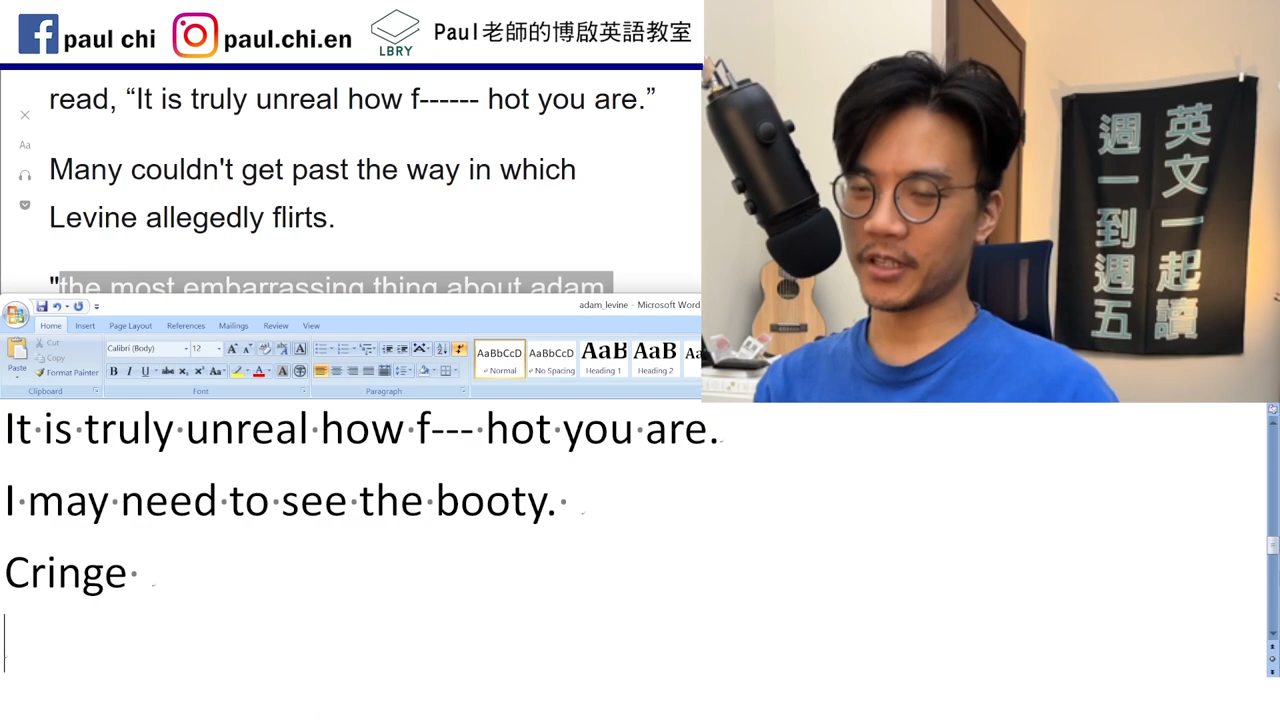 paul chi
paul.chi.en
LBRY
Paul老師的博啟英語教室
read, “It is truly unreal how f------ hot you are.”
Aa
Many couldn't get past the way in which
Levine allegedly flirts.
"the most embarrassing thing about adam
adam_levine - Microsoft Word
Home Insert Page Layout References Mailings Review View
Paste
Cut
Copy
Format Painter
Clipboard
Calibri (Body) 12
Font
Paragraph
AaBbCcD Normal
AaBbCcD No Spacing
AaBb Heading 1
AaBb Heading 2
It is truly unreal how f--- hot you are.
I may need to see the booty.
Cringe
英文一起讀
週一到週五